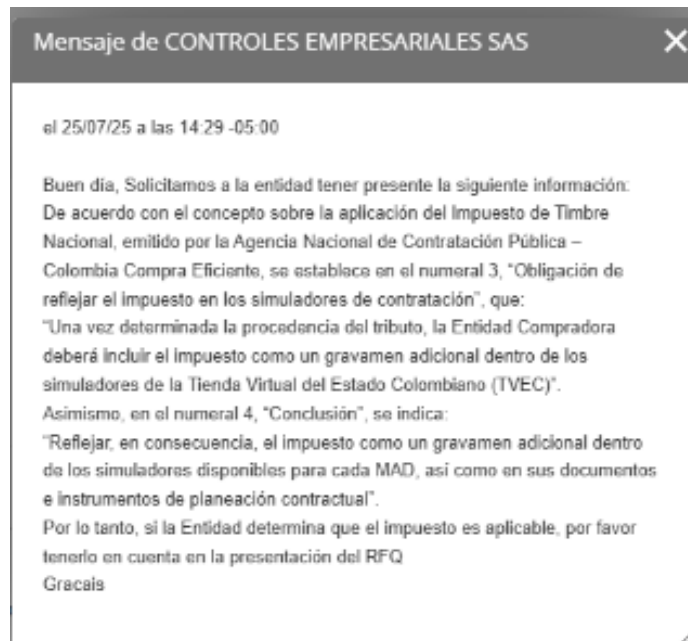 Mensaje de CONTROLES EMPRESARIALES SAS
el 25/07/25 a las 14:29 -05:00
Buen día, Solicitamos a la entidad tener presente la siguiente información:
De acuerdo con el concepto sobre la aplicación del Impuesto de Timbre
Nacional, emitido por la Agencia Nacional de Contratación Pública –
Colombia Compra Eficiente, se establece en el numeral 3, “Obligación de
reflejar el impuesto en los simuladores de contratación”, que:
“Una vez determinada la procedencia del tributo, la Entidad Compradora
deberá incluir el impuesto como un gravamen adicional dentro de los
simuladores de la Tienda Virtual del Estado Colombiano (TVEC)”.
Asimismo, en el numeral 4, “Conclusión”, se indica:
“Reflejar, en consecuencia, el impuesto como un gravamen adicional dentro
de los simuladores disponibles para cada MAD, así como en sus documentos
e instrumentos de planeación contractual”.
Por lo tanto, si la Entidad determina que el impuesto es aplicable, por favor
tenerlo en cuenta en la presentación del RFQ
Gracais